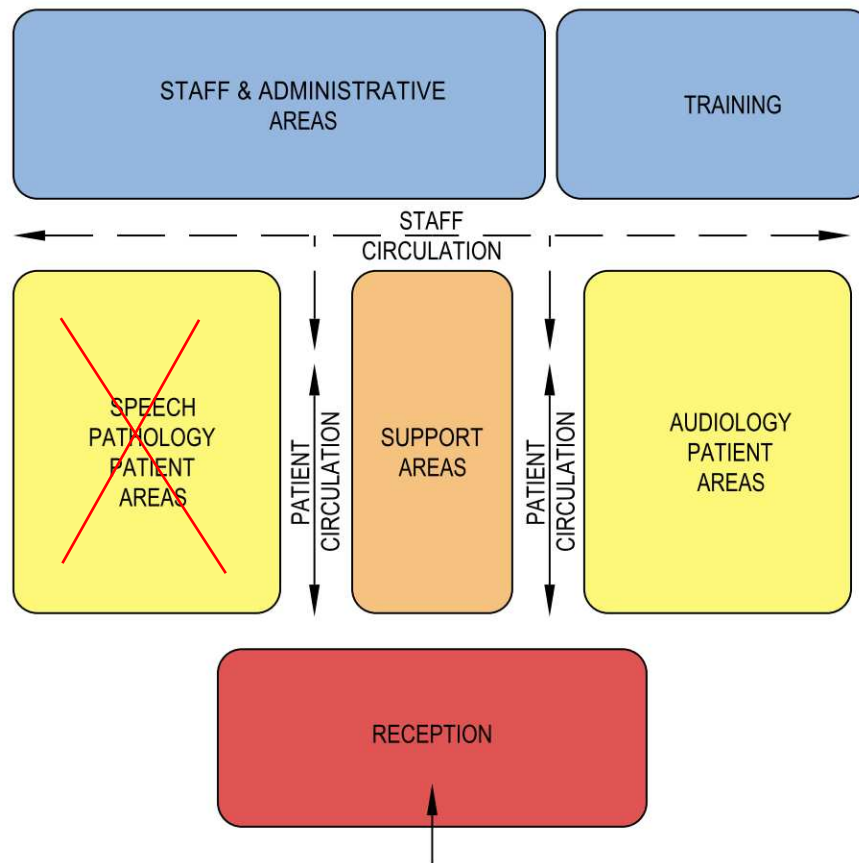 STAFF & ADMINISTRATIVE
AREAS
TRAINING
STAFF
CIRCULATION
SPEECH
PATHOLOGY
PATIENT
AREAS
PATIENT
CIRCULATION
SUPPORT
AREAS
PATIENT
CIRCULATION
AUDIOLOGY
PATIENT
AREAS
RECEPTION